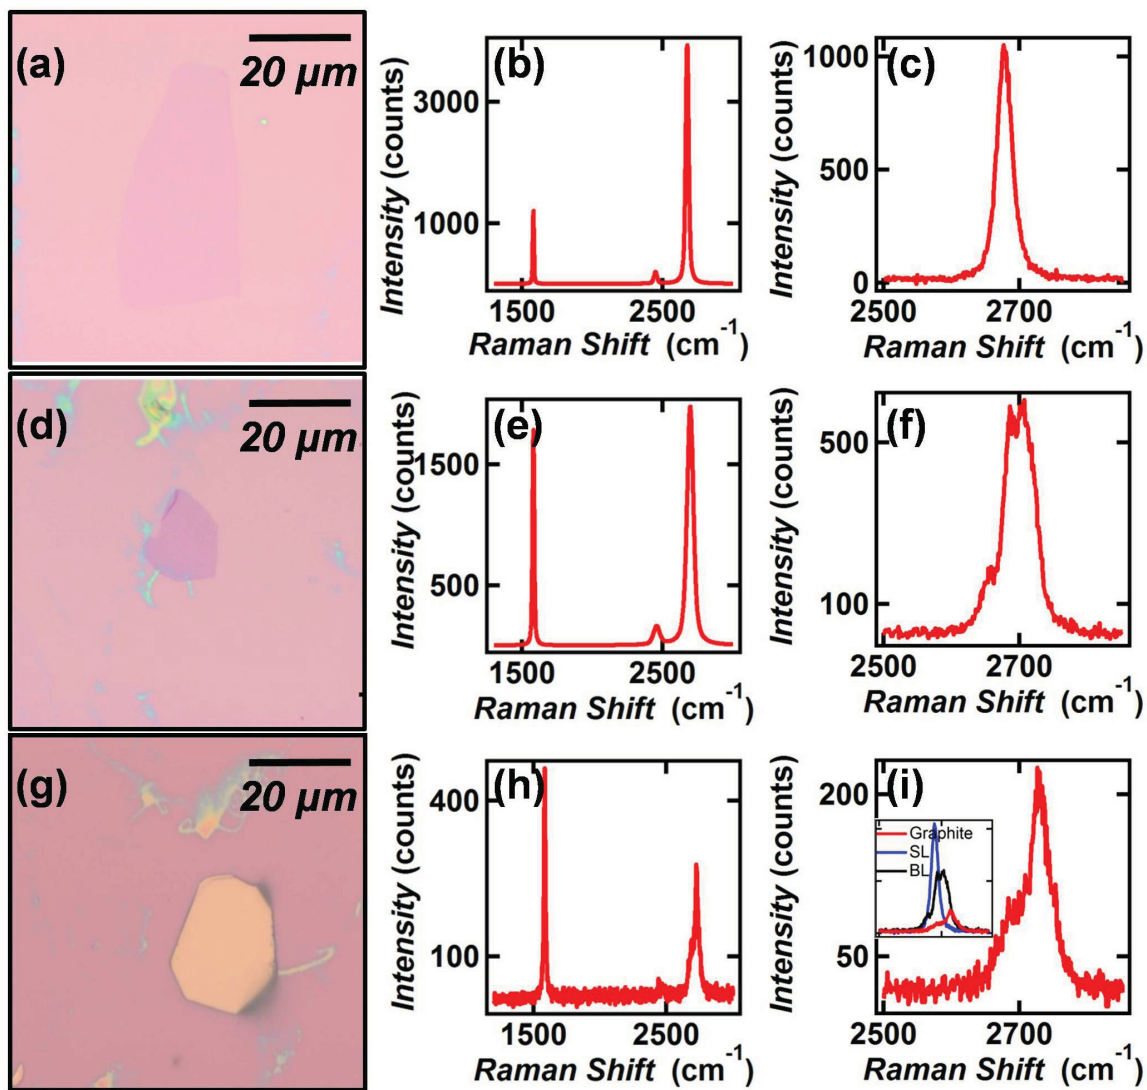 (a)
20 µm
(b)
Intensity (counts)
3000
1000
1500 2500
Raman Shift (cm⁻¹)
(c)
Intensity (counts)
1000
500
0
2500 2700
Raman Shift (cm⁻¹)
(d)
20 µm
(e)
Intensity (counts)
1500
500
1500 2500
Raman Shift (cm⁻¹)
(f)
Intensity (counts)
500
100
2500 2700
Raman Shift (cm⁻¹)
(g)
20 µm
(h)
Intensity (counts)
400
100
1500 2500
Raman Shift (cm⁻¹)
(i)
Intensity (counts)
200
50
Graphite
SL
BL
2500 2700
Raman Shift (cm⁻¹)